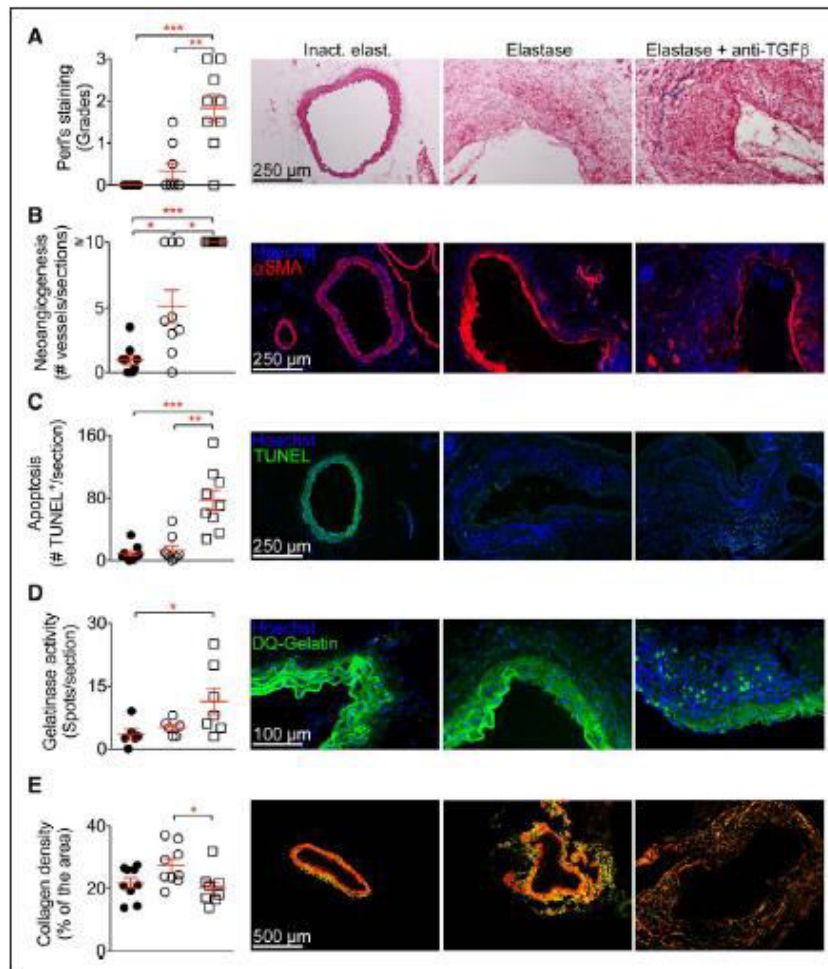 A
***
**
Inact. elast.
Elastase
Elastase + anti-TGFβ
Perl's staining
(Grades)
3
2
1
0
250 µm
B
***
* *
≥
10
5
0
Neoangiogenesis
(# vessels/sections)
Hoechst
αSMA
250 µm
C
***
**
160
80
0
Apoptosis
(# TUNEL⁺/section)
Hoechst
TUNEL
250 µm
D
*
30
15
0
Gelatinase activity
(Spots/section)
Hoechst
DQ-Gelatin
100 µm
E
*
40
20
0
Collagen density
(% of the area)
500 µm